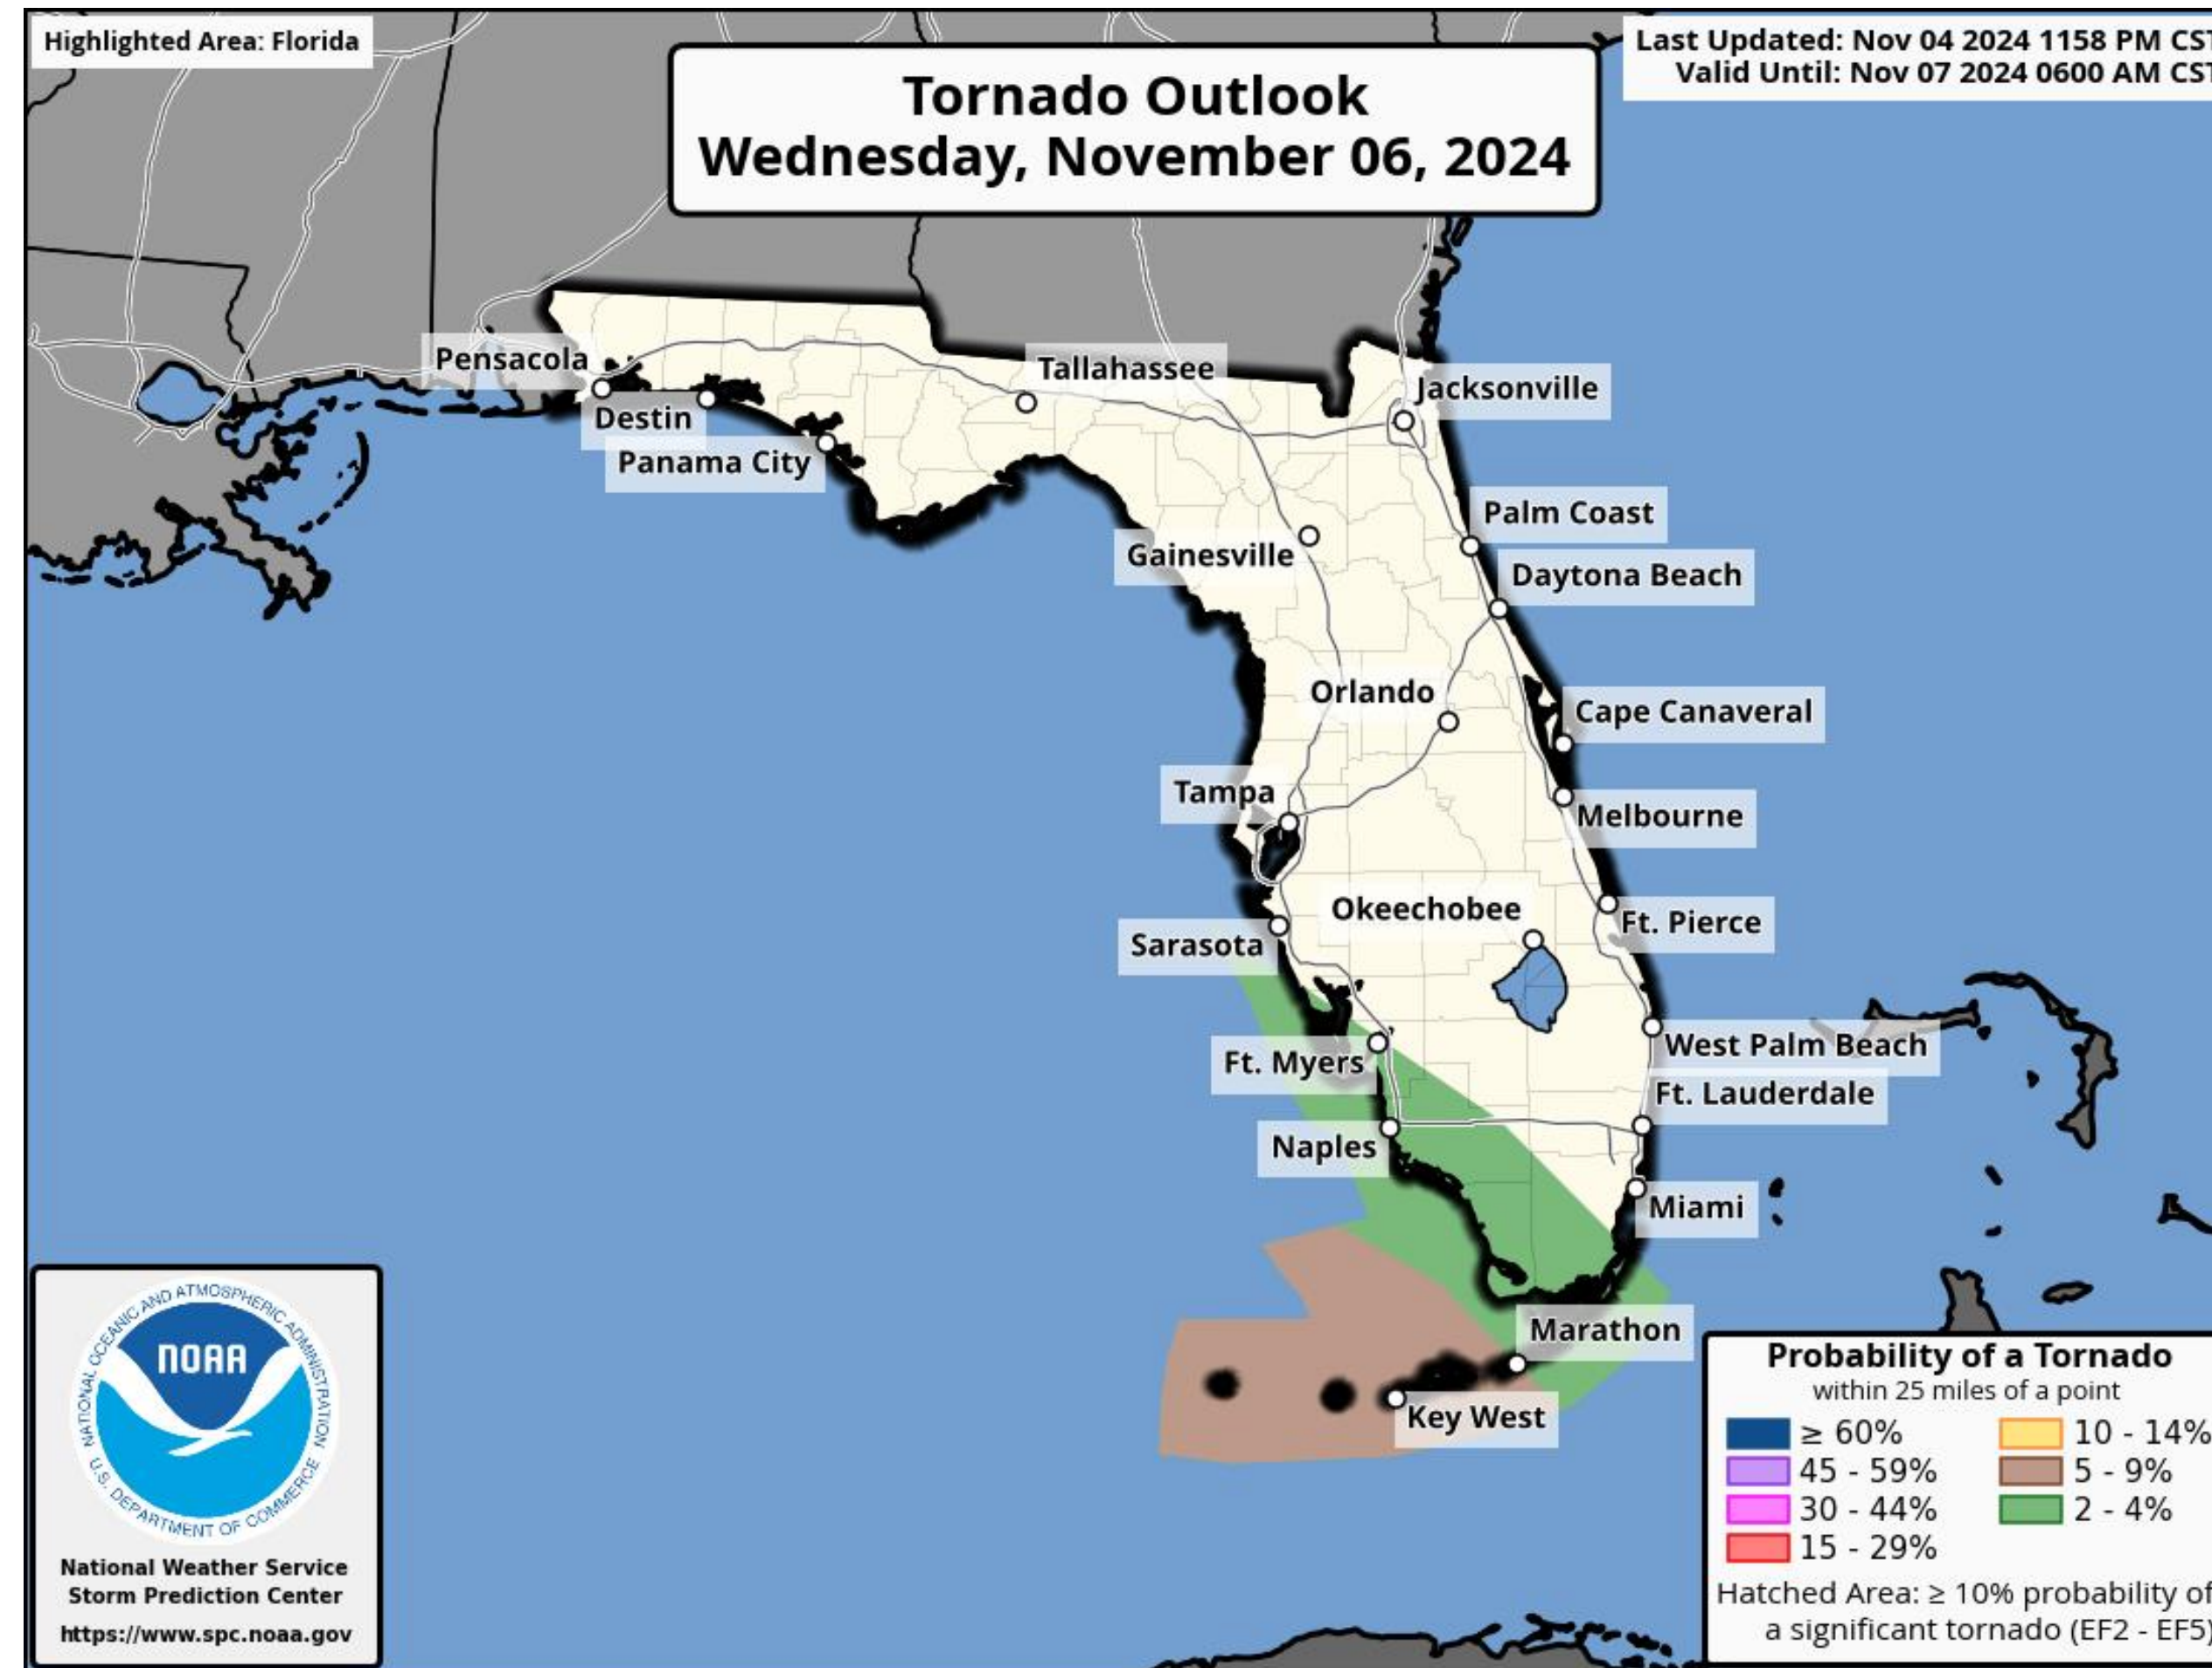 Highlighted Area: Florida
Tornado Outlook
Wednesday, November 06, 2024
Last Updated: Nov 04 2024 1158 PM CST
Valid Until: Nov 07 2024 0600 AM CST
Pensacola
Destin
Panama City
Tallahassee
Jacksonville
Palm Coast
Gainesville
Daytona Beach
Orlando
Cape Canaveral
Tampa
Melbourne
Okeechobee
Ft. Pierce
Sarasota
West Palm Beach
Ft. Myers
Ft. Lauderdale
Naples
Miami
Marathon
Key West
NATIONAL OCEANIC AND ATMOSPHERIC ADMINISTRATION
NOAA
U.S. DEPARTMENT OF COMMERCE
National Weather Service
Storm Prediction Center
https://www.spc.noaa.gov
Probability of a Tornado
within 25 miles of a point
≥ 60%
45 - 59%
30 - 44%
15 - 29%
10 - 14%
5 - 9%
2 - 4%
Hatched Area: ≥ 10% probability of
a significant tornado (EF2 - EF5)